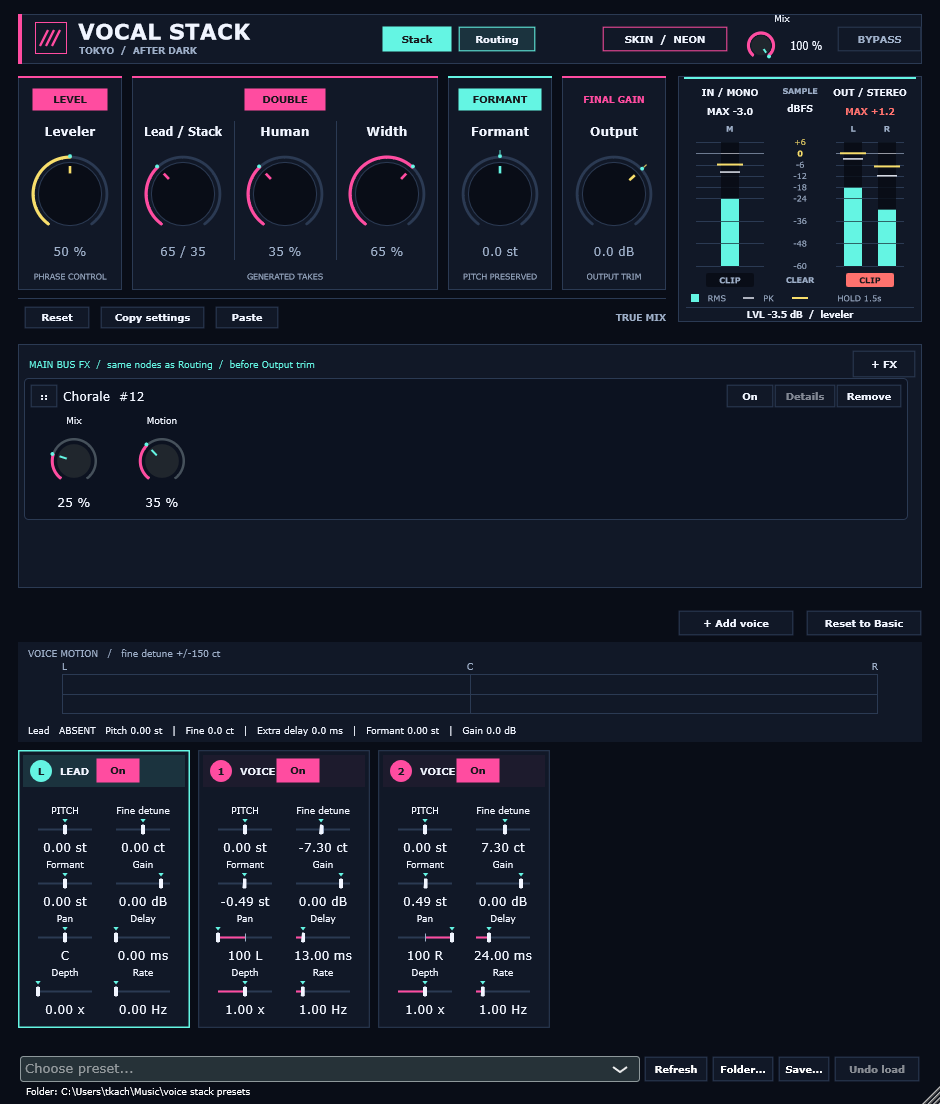 VOCAL STACK
TOKYO / AFTER DARK
Stack
Routing
SKIN / NEON
Mix
100 %
BYPASS
LEVEL
Leveler
50 %
PHRASE CONTROL
DOUBLE
Lead / Stack
Human
Width
65 / 35
35 %
65 %
GENERATED TAKES
FORMANT
Formant
0.0 st
PITCH PRESERVED
FINAL GAIN
Output
0.0 dB
OUTPUT TRIM
IN / MONO
SAMPLE
OUT / STEREO
MAX -3.0
dBFS
MAX +1.2
M
L
R
+6
0
-6
-12
-18
-24
-36
-48
-60
CLIP
CLEAR
CLIP
RMS
PK
HOLD 1.5s
LVL -3.5 dB / leveler
Reset
Copy settings
Paste
TRUE MIX
MAIN BUS FX / same nodes as Routing / before Output trim
+ FX
:: Chorale #12
On
Details
Remove
Mix
Motion
25 %
35 %
+ Add voice
Reset to Basic
VOICE MOTION / fine detune +/-150 ct
L
C
R
Lead ABSENT Pitch 0.00 st | Fine 0.0 ct | Extra delay 0.0 ms | Formant 0.00 st | Gain 0.0 dB
L LEAD On
PITCH Fine detune
0.00 st 0.00 ct
Formant Gain
0.00 st 0.00 dB
Pan Delay
C 0.00 ms
Depth Rate
0.00 x 0.00 Hz
1 VOICE On
PITCH Fine detune
0.00 st -7.30 ct
Formant Gain
-0.49 st 0.00 dB
Pan Delay
100 L 13.00 ms
Depth Rate
1.00 x 1.00 Hz
2 VOICE On
PITCH Fine detune
0.00 st 7.30 ct
Formant Gain
0.49 st 0.00 dB
Pan Delay
100 R 24.00 ms
Depth Rate
1.00 x 1.00 Hz
Choose preset...
Refresh
Folder...
Save...
Undo load
Folder: C:\Users\tkach\Music\voice stack presets